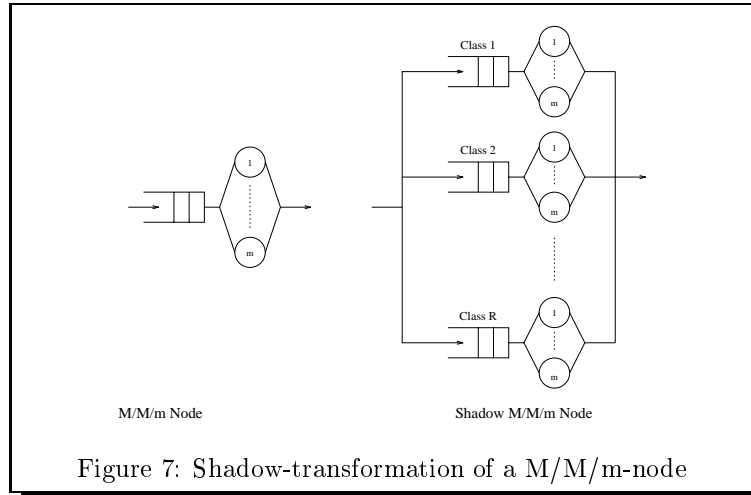 Class 1
1
m
Class 2
1
m
1
m
Class R
1
m
M/M/m Node
Shadow M/M/m Node
Figure 7: Shadow-transformation of a M/M/m-node